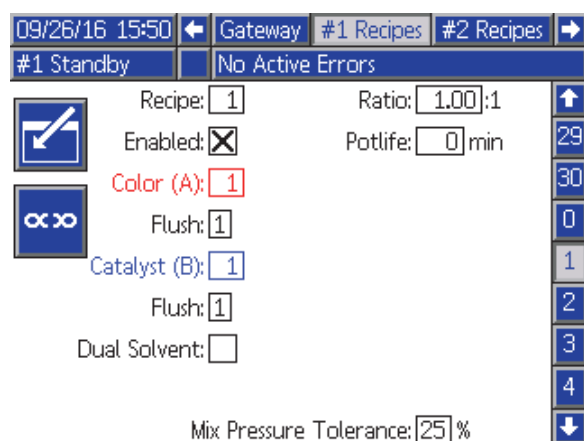 09/26/16 15:50 Gateway #1 Recipes #2 Recipes
#1 Standby No Active Errors
Recipe: 1 Ratio: 1.00:1
Enabled: Potlife: 0 min 29
Color (A): 1 30
Flush: 1 0
Catalyst (B): 1 1
Flush: 1 2
Dual Solvent: 3
4
Mix Pressure Tolerance: 25 %